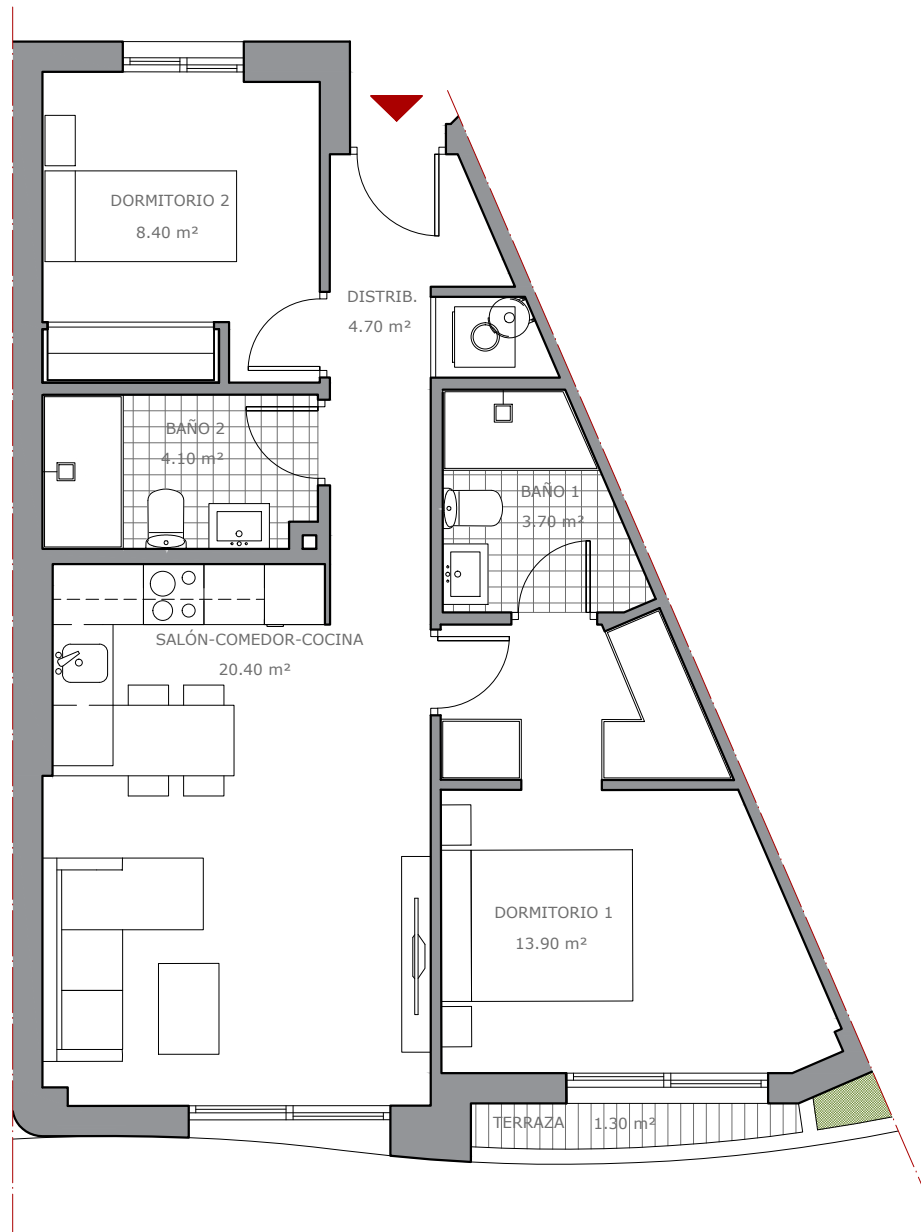 DORMITORIO 2
8.40 m²
DISTRIB.
4.70 m²
BAÑO 2
4.10 m²
BAÑO 1
3.70 m²
SALÓN-COMEDOR-COCINA
20.40 m²
DORMITORIO 1
13.90 m²
TERRAZA 1.30 m²